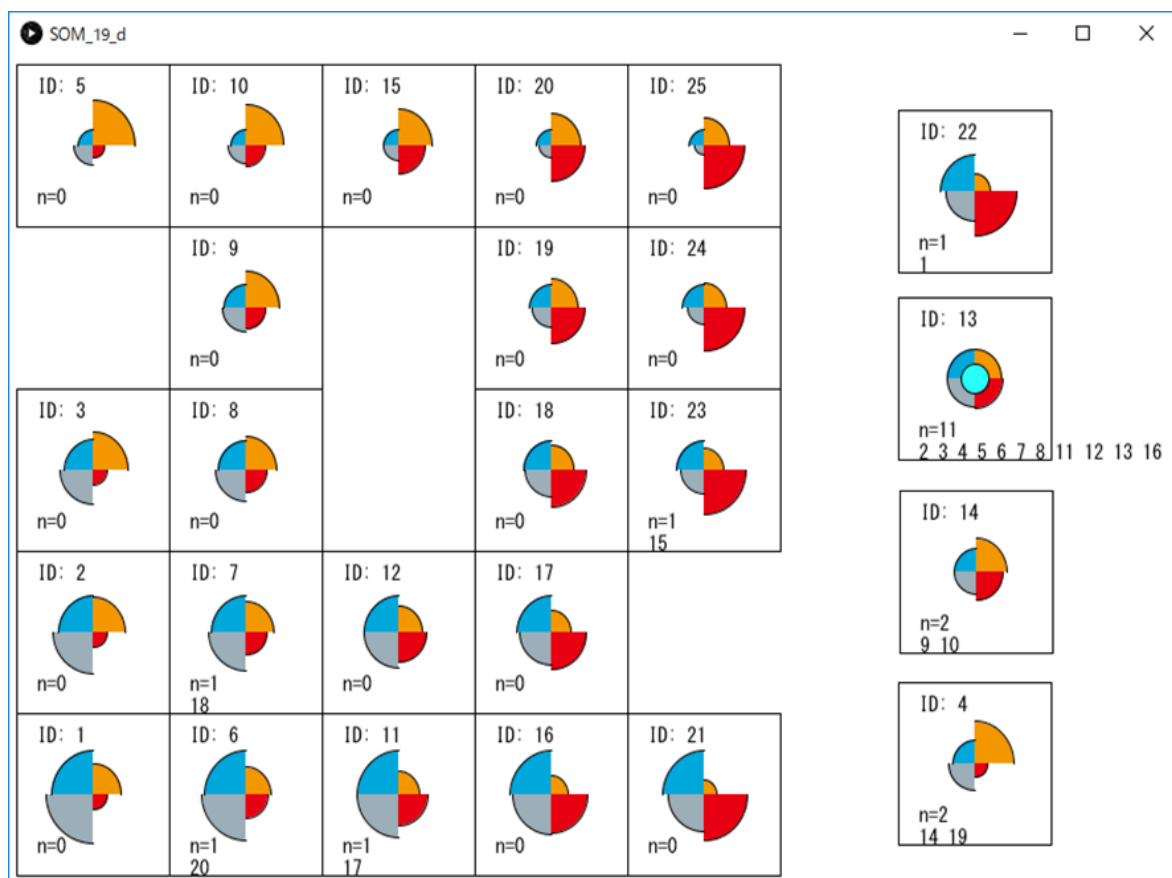 SOM_19_d
ID: 5
n=0
ID: 10
n=0
ID: 15
n=0
ID: 20
n=0
ID: 25
n=0
ID: 9
n=0
ID: 19
n=0
ID: 24
n=0
ID: 3
n=0
ID: 8
n=0
ID: 18
n=0
ID: 23
n=1
15
ID: 2
n=0
ID: 7
n=1
18
ID: 12
n=0
ID: 17
n=0
ID: 1
n=0
ID: 6
n=1
20
ID: 11
n=1
17
ID: 16
n=0
ID: 21
n=0
ID: 22
n=1
1
ID: 13
n=11
2 3 4 5 6 7 8 11 12 13 16
ID: 14
n=2
9 10
ID: 4
n=2
14 19